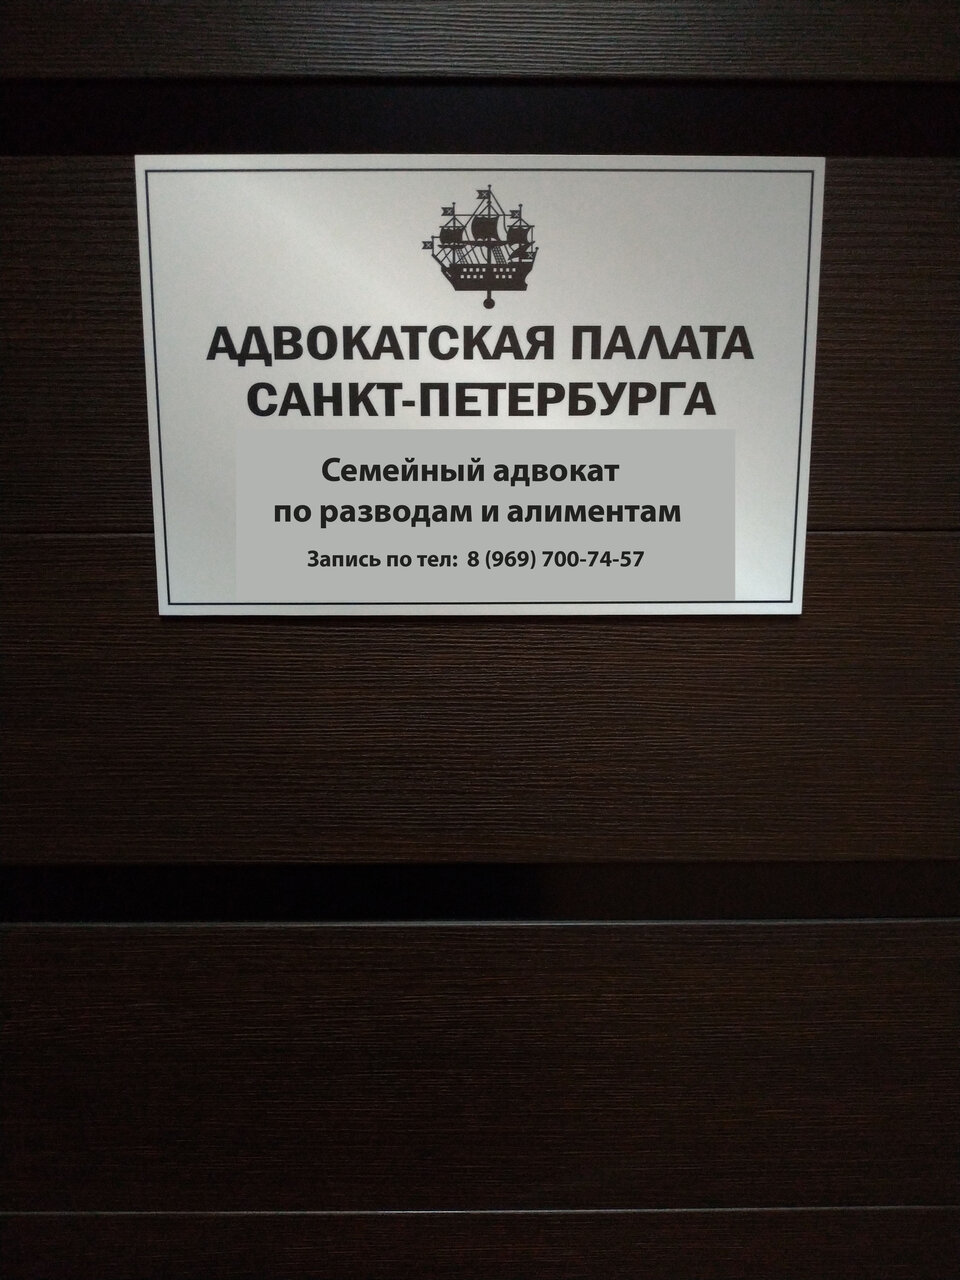 АДВОКАТСКАЯ ПАЛАТА
САНКТ-ПЕТЕРБУРГА
Семейный адвокат
по разводам и алиментам
Запись по тел: 8 (969) 700-74-57